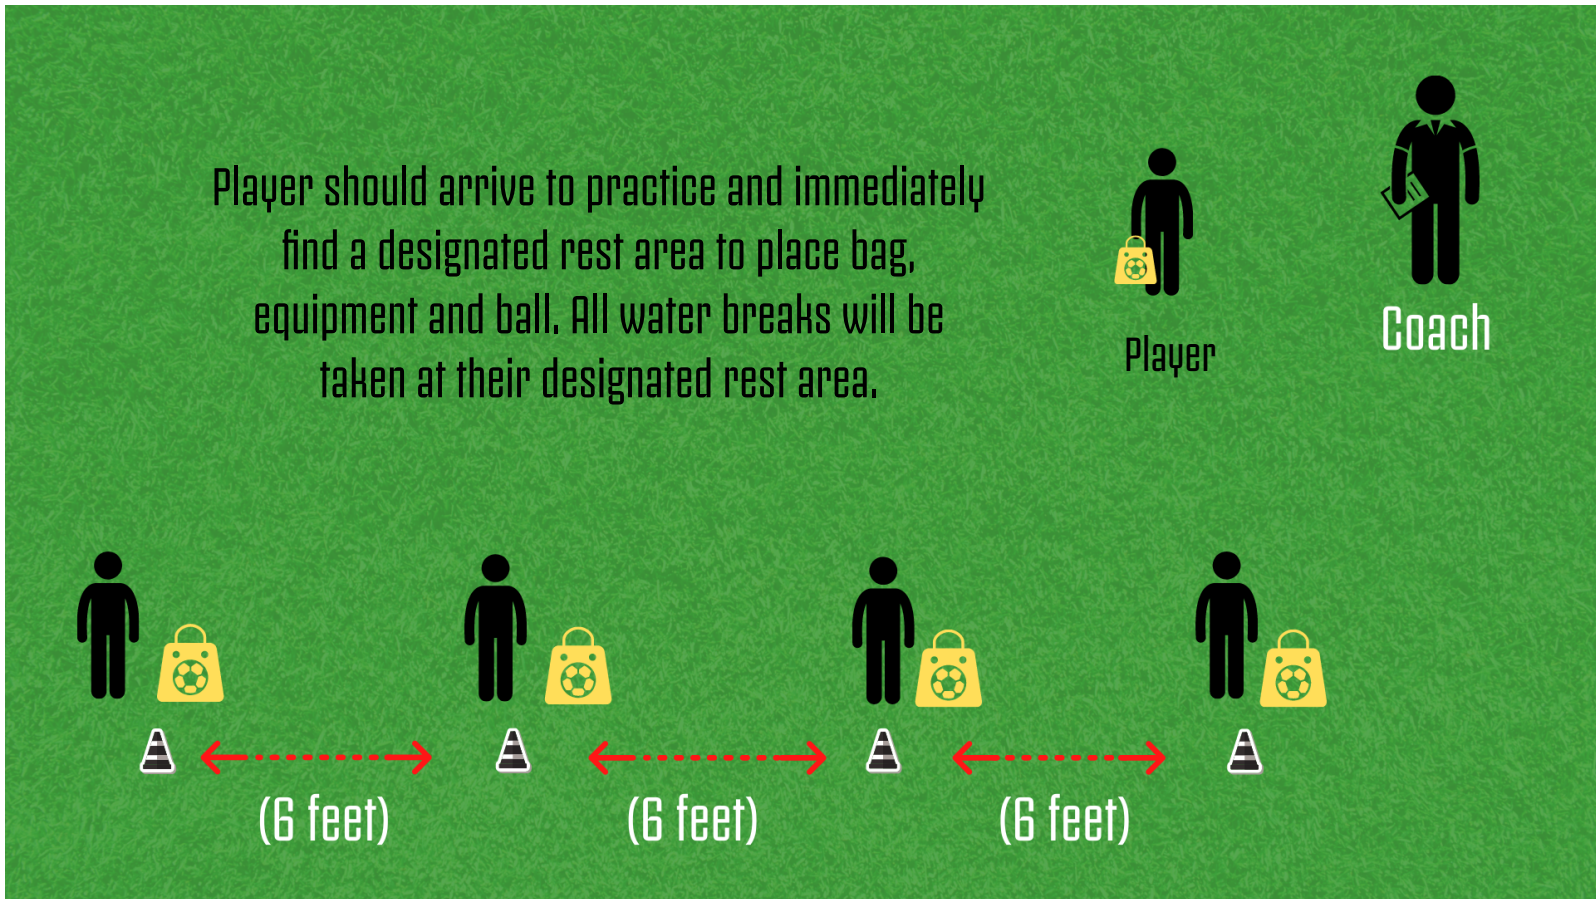 Player should arrive to practice and immediately
find a designated rest area to place bag,
equipment and ball. All water breaks will be
taken at their designated rest area.
Player
Coach
(6 feet)
(6 feet)
(6 feet)